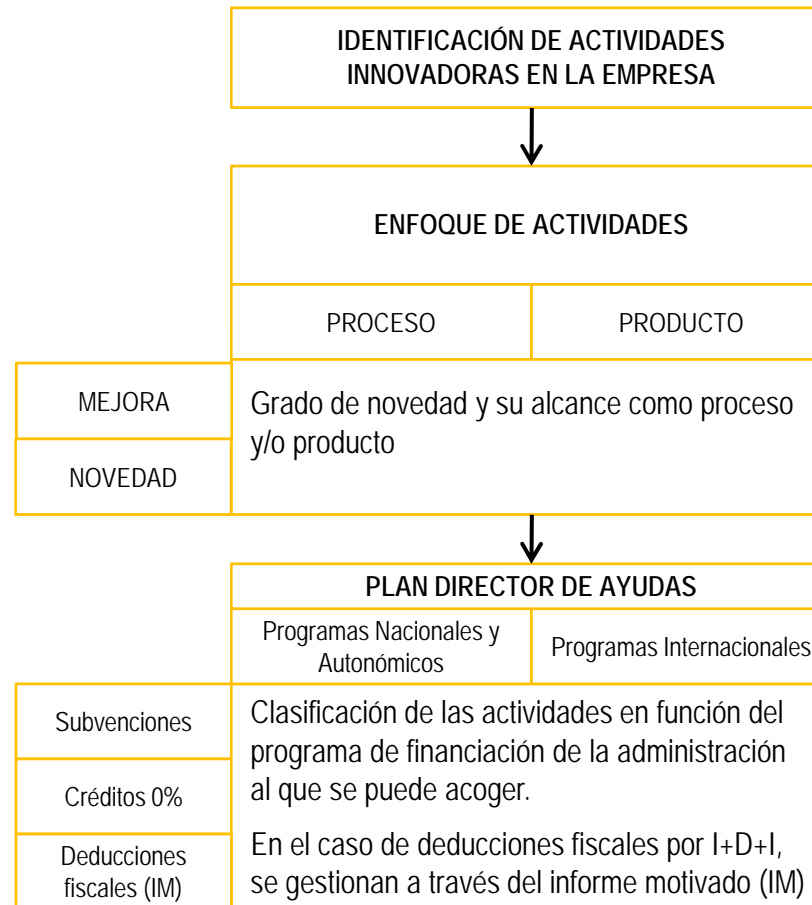 IDENTIFICACIÓN DE ACTIVIDADES
INNOVADORAS EN LA EMPRESA
ENFOQUE DE ACTIVIDADES
PROCESO
PRODUCTO
MEJORA
NOVEDAD
Grado de novedad y su alcance como proceso
y/o producto
PLAN DIRECTOR DE AYUDAS
Programas Nacionales y
Autonómicos
Programas Internacionales
Subvenciones
Créditos 0%
Deducciones
fiscales (IM)
Clasificación de las actividades en función del
programa de financiación de la administración
al que se puede acoger.
En el caso de deducciones fiscales por I+D+I,
se gestionan a través del informe motivado (IM)